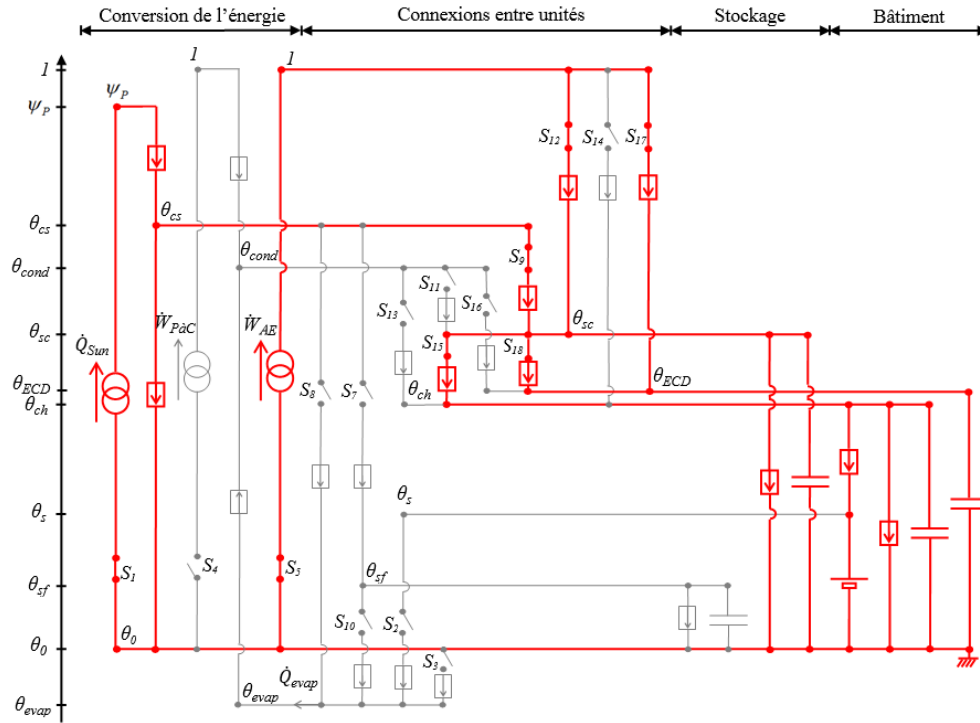 Conversion de l'énergie
Connexions entre unités
Stockage
Bâtiment
1
1
1
ψP
ψP
S12
S14
S17
θcs
θcs
θcond
θcond
S9
S11
S13
S16
ẆPàC
ẆAE
Q̇Sun
θsc
θsc
S15
S18
θECD
θECD
θch
θch
S8
S7
θs
θs
S1
S4
S5
θsf
θsf
S10
S2
S3
θ0
θ0
Q̇evap
θevap
θevap